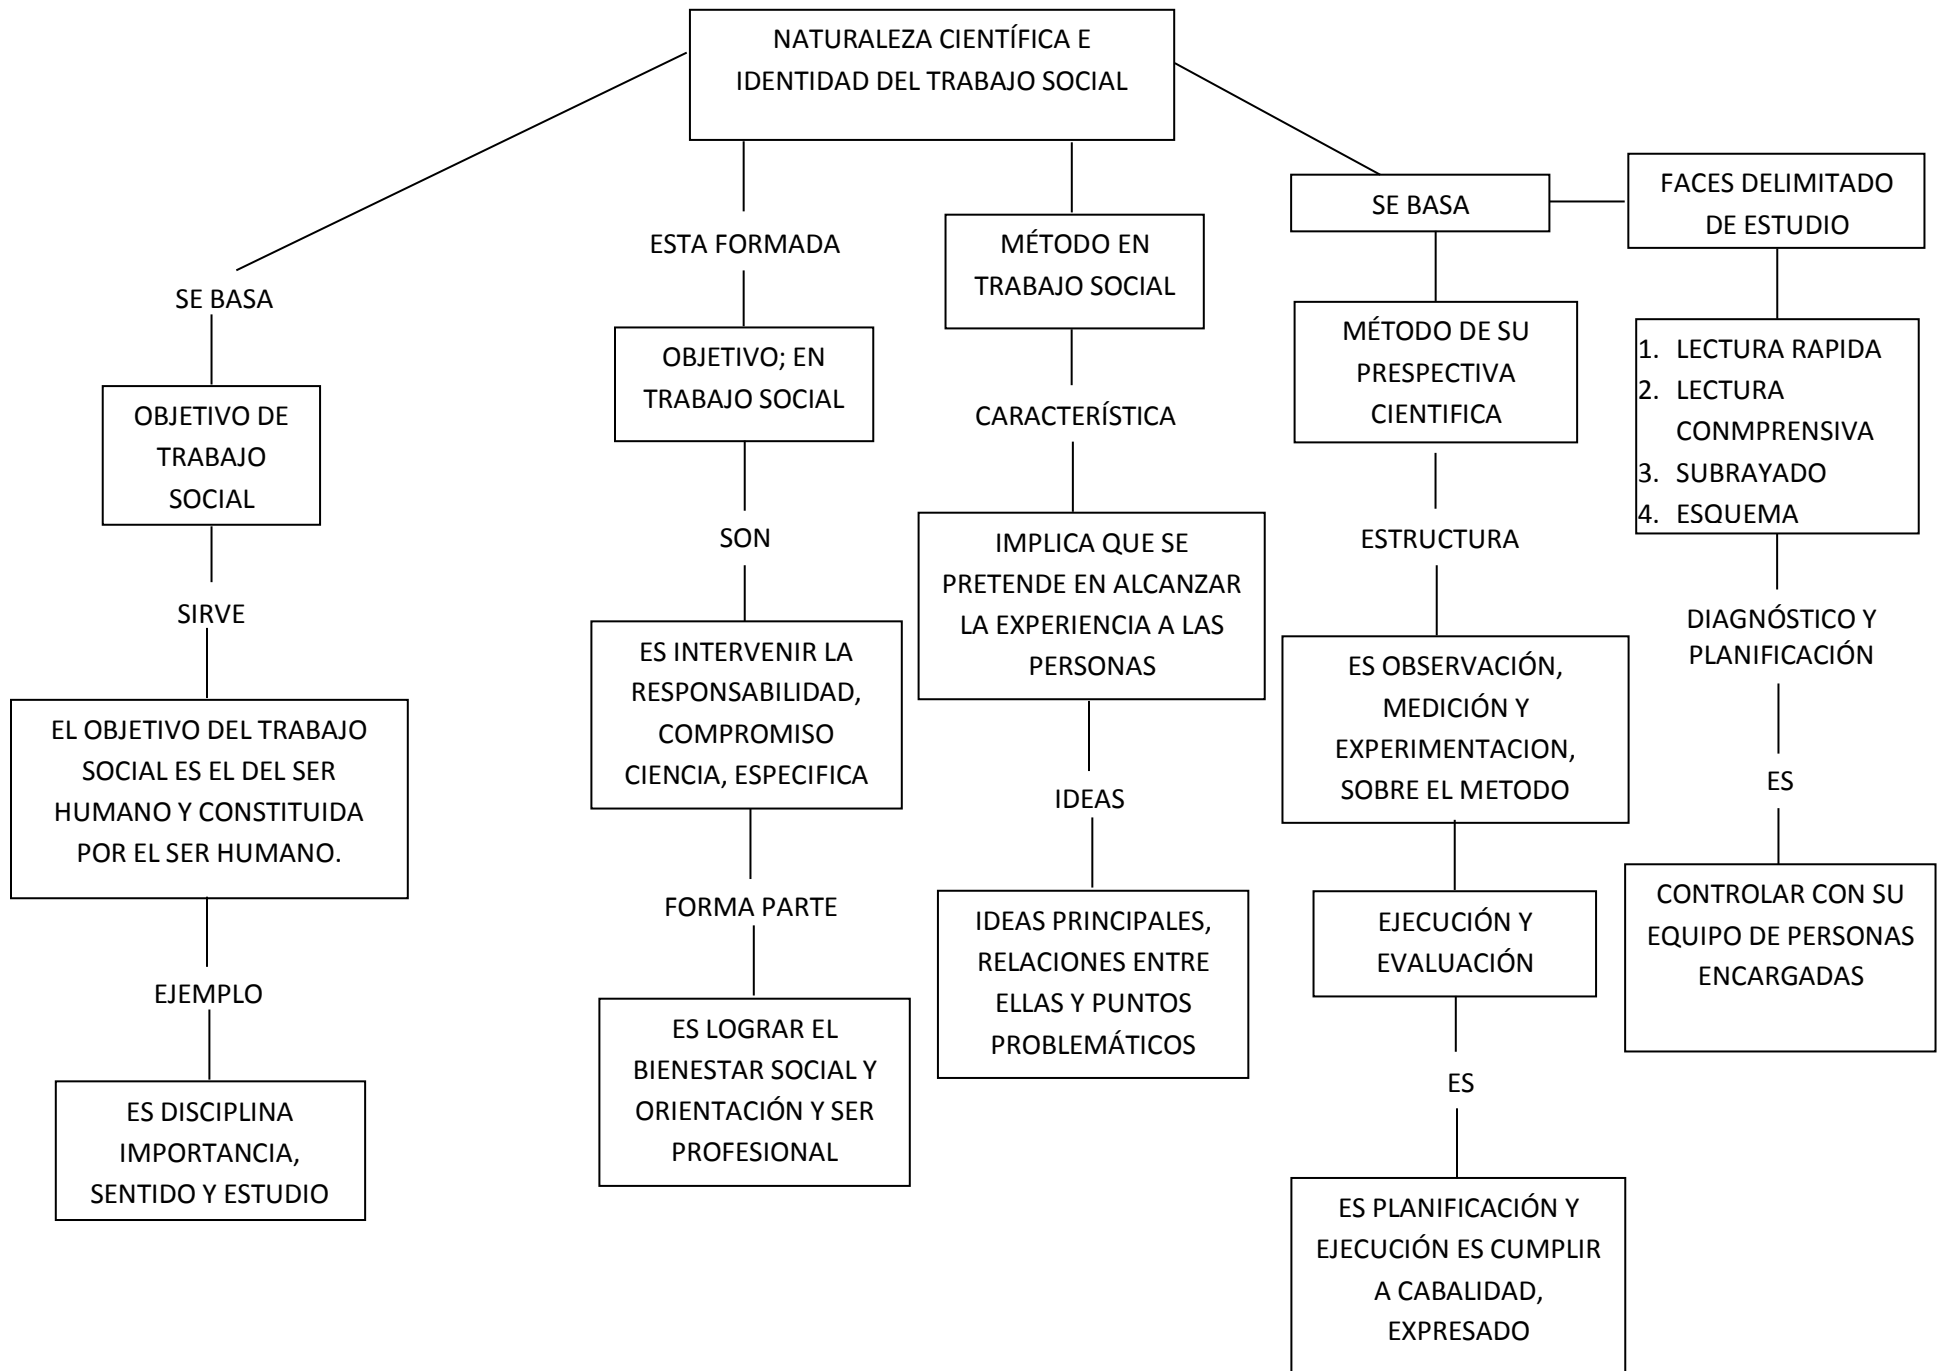 NATURALEZA CIENTÍFICA E
IDENTIDAD DEL TRABAJO SOCIAL
SE BASA
OBJETIVO DE
TRABAJO
SOCIAL
SIRVE
EL OBJETIVO DEL TRABAJO
SOCIAL ES EL DEL SER
HUMANO Y CONSTITUIDA
POR EL SER HUMANO.
EJEMPLO
ES DISCIPLINA
IMPORTANCIA,
SENTIDO Y ESTUDIO
ESTA FORMADA
OBJETIVO; EN
TRABAJO SOCIAL
SON
ES INTERVENIR LA
RESPONSABILIDAD,
COMPROMISO
CIENCIA, ESPECIFICA
FORMA PARTE
ES LOGRAR EL
BIENESTAR SOCIAL Y
ORIENTACIÓN Y SER
PROFESIONAL
MÉTODO EN
TRABAJO SOCIAL
CARACTERÍSTICA
IMPLICA QUE SE
PRETENDE EN ALCANZAR
LA EXPERIENCIA A LAS
PERSONAS
IDEAS
IDEAS PRINCIPALES,
RELACIONES ENTRE
ELLAS Y PUNTOS
PROBLEMÁTICOS
SE BASA
MÉTODO DE SU
PRESPECTIVA
CIENTIFICA
ESTRUCTURA
ES OBSERVACIÓN,
MEDICIÓN Y
EXPERIMENTACION,
SOBRE EL METODO
EJECUCIÓN Y
EVALUACIÓN
ES
ES PLANIFICACIÓN Y
EJECUCIÓN ES CUMPLIR
A CABALIDAD,
EXPRESADO
FACES DELIMITADO
DE ESTUDIO
1. LECTURA RAPIDA
2. LECTURA
CONMPRENSIVA
3. SUBRAYADO
4. ESQUEMA
DIAGNÓSTICO Y
PLANIFICACIÓN
ES
CONTROLAR CON SU
EQUIPO DE PERSONAS
ENCARGADAS